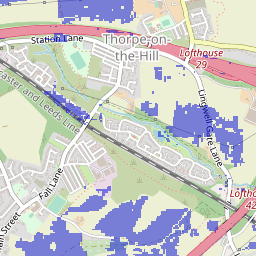 Station Lane
Thorpe-on-
the-Hill
Lofthouse
29
caster and Leeds Line
Lingwell Gate Lane
Fall Lane
Lofthouse
42
Street